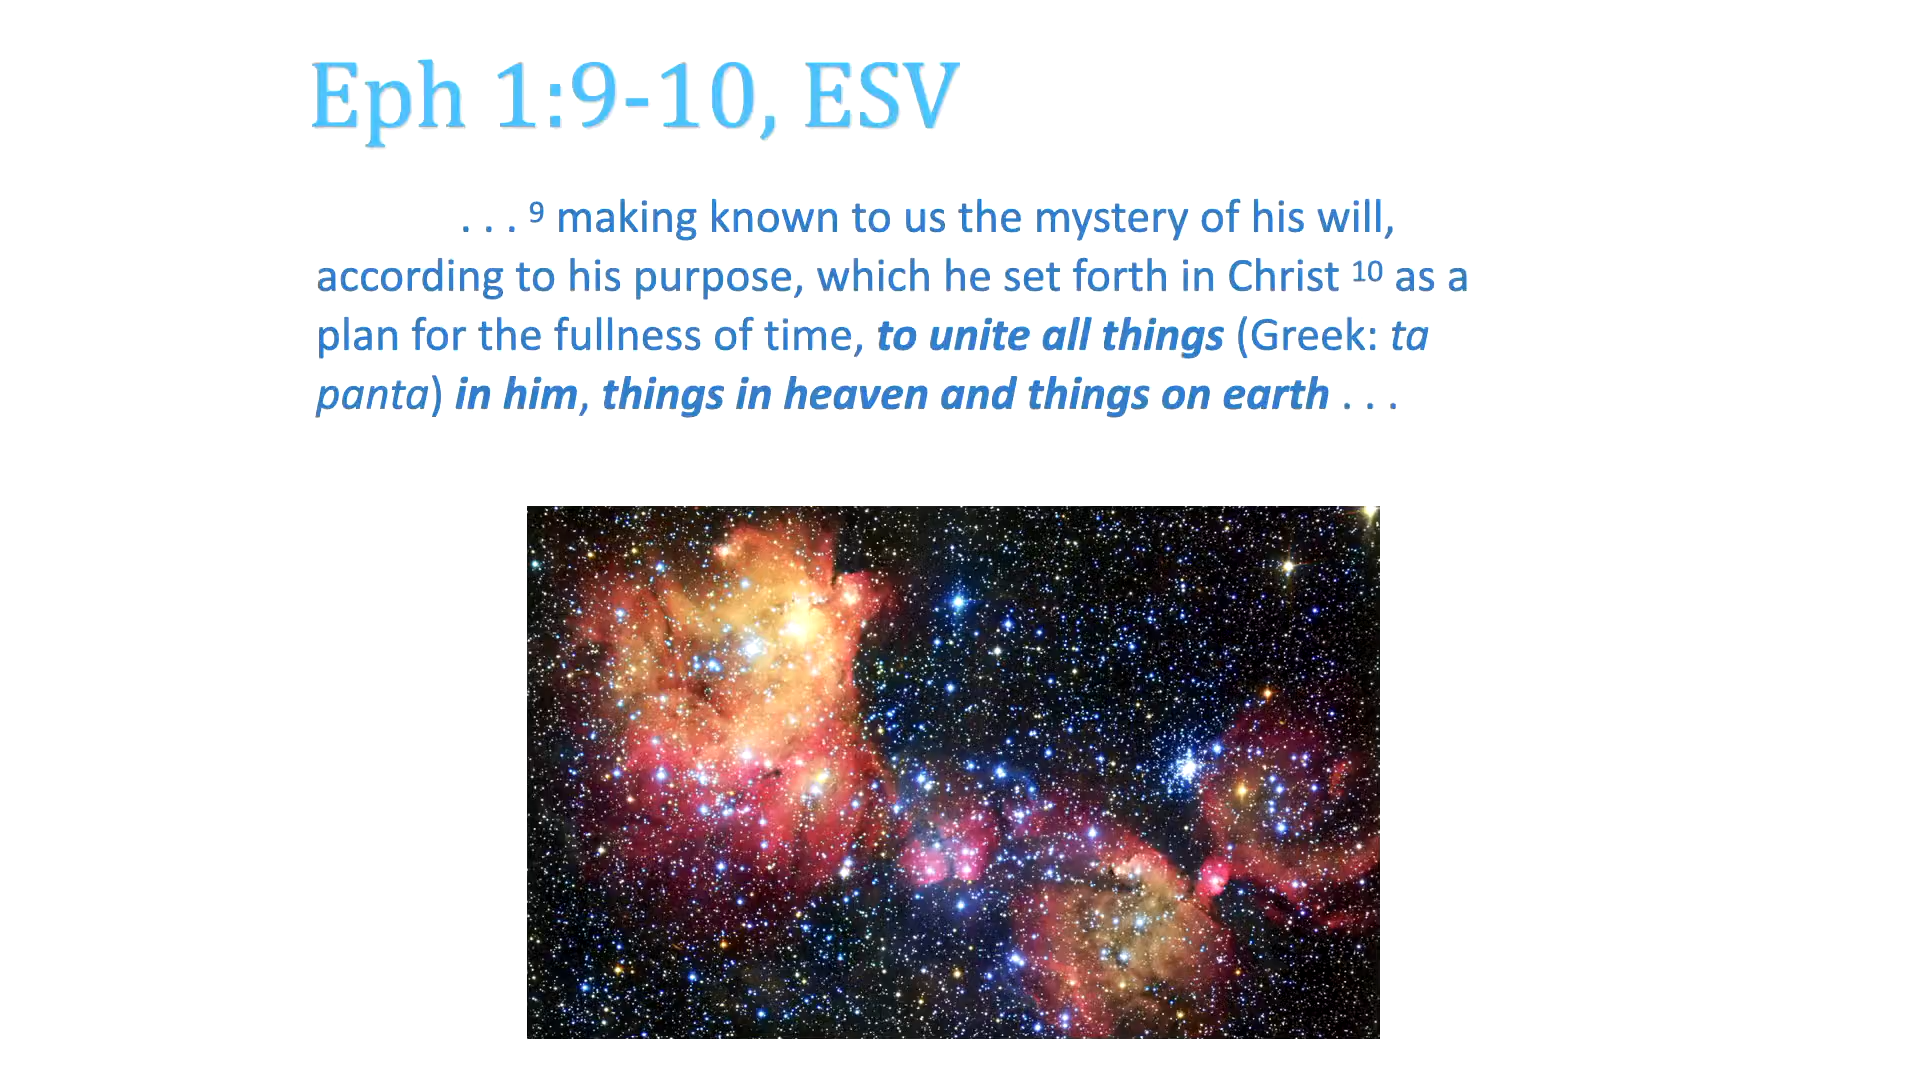 Eph 1:9-10, ESV
. . . 9 making known to us the mystery of his will,
according to his purpose, which he set forth in Christ 10 as a
plan for the fullness of time, to unite all things (Greek: ta
panta) in him, things in heaven and things on earth . . .